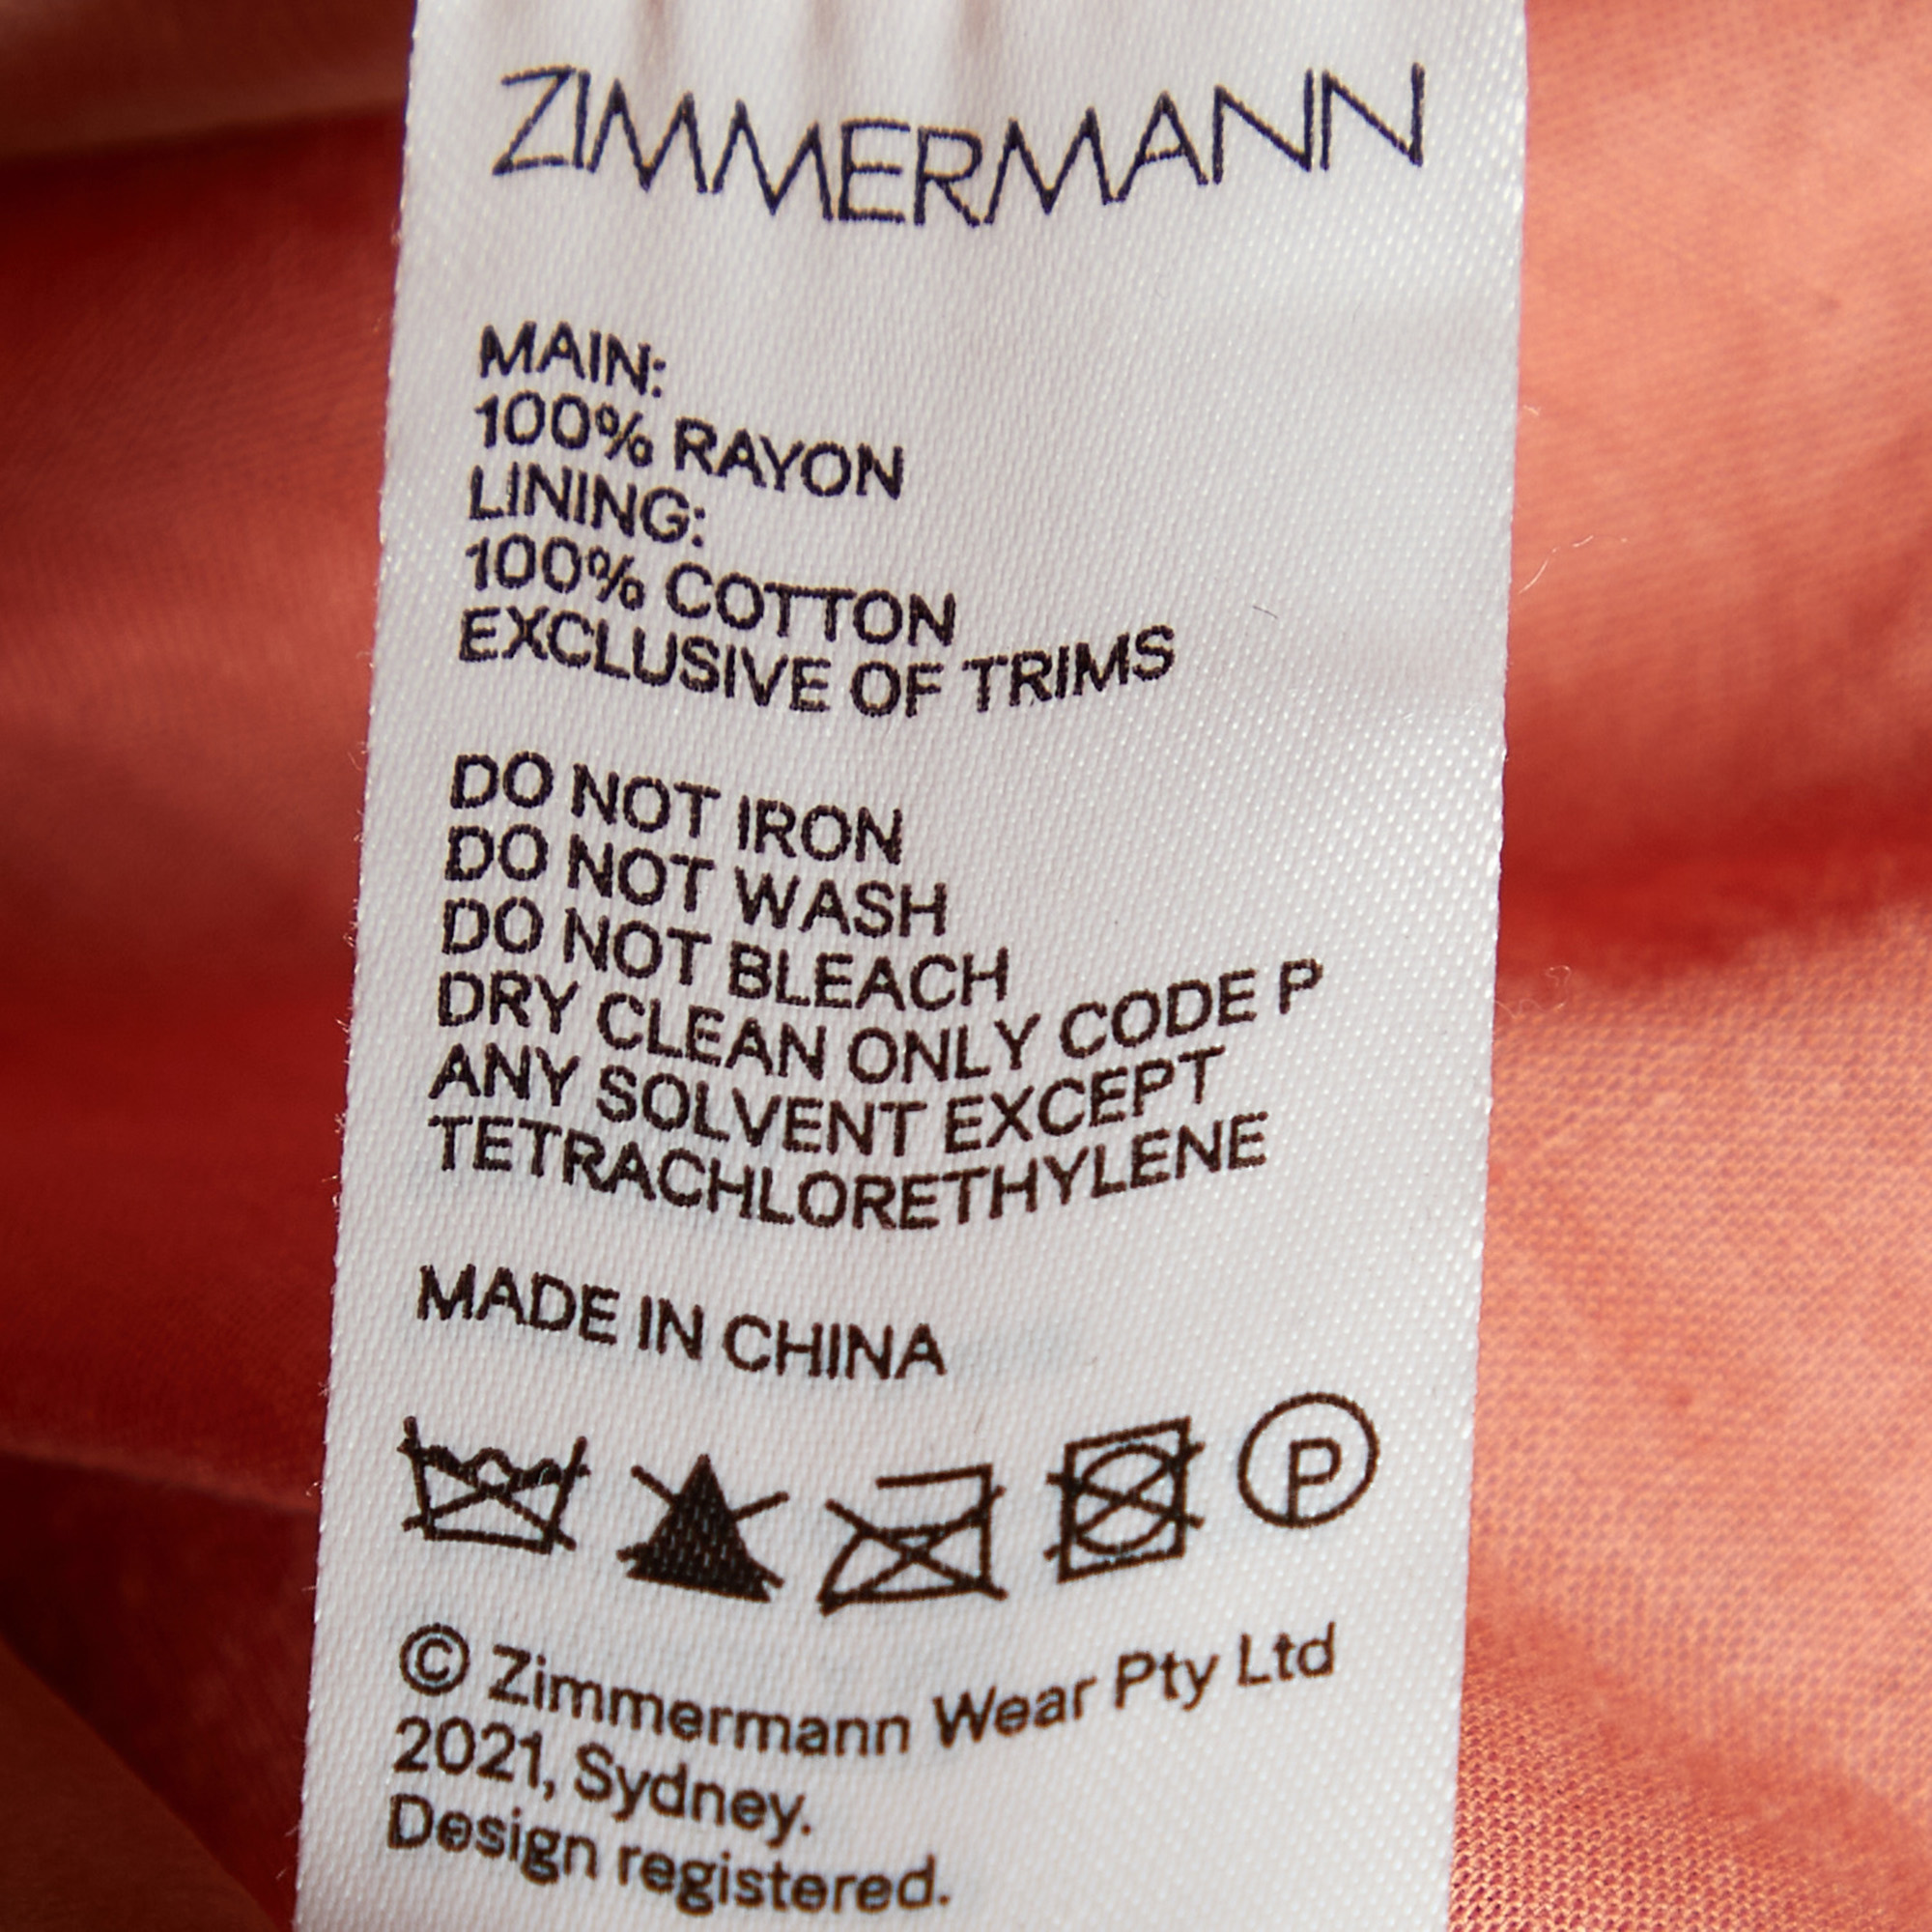 ZIMMERMANN
MAIN:
100% RAYON
LINING:
100% COTTON
EXCLUSIVE OF TRIMS
DO NOT IRON
DO NOT WASH
DO NOT BLEACH
DRY CLEAN ONLY CODE P
ANY SOLVENT EXCEPT
TETRACHLORETHYLENE
MADE IN CHINA
P
© Zimmermann Wear Pty Ltd
2021, Sydney.
Design registered.